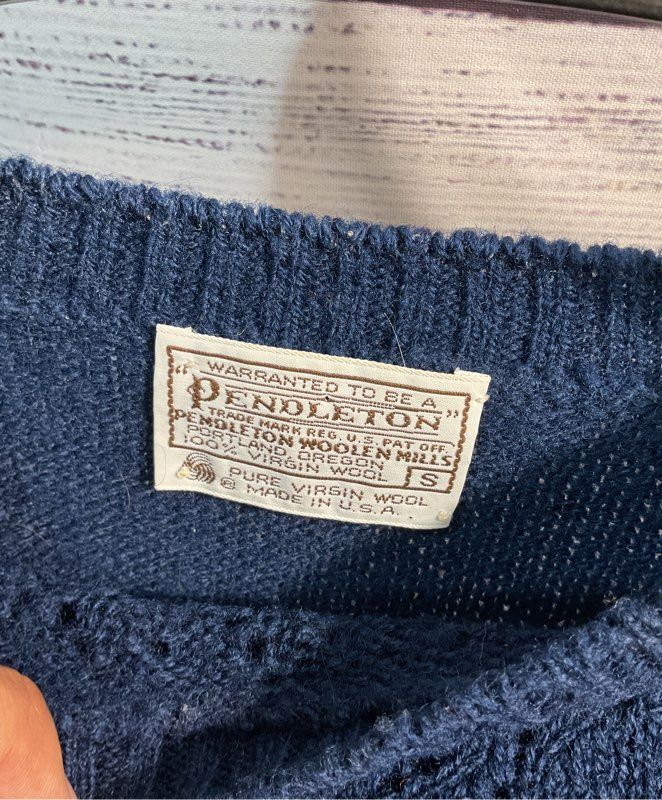 WARRANTED TO BE A
"PENDLETON"
TRADE MARK REG. U.S. PAT. OFF.
PENDLETON WOOLEN MILLS
PORTLAND, OREGON
100% VIRGIN WOOL S
PURE VIRGIN WOOL
® MADE IN U.S.A.